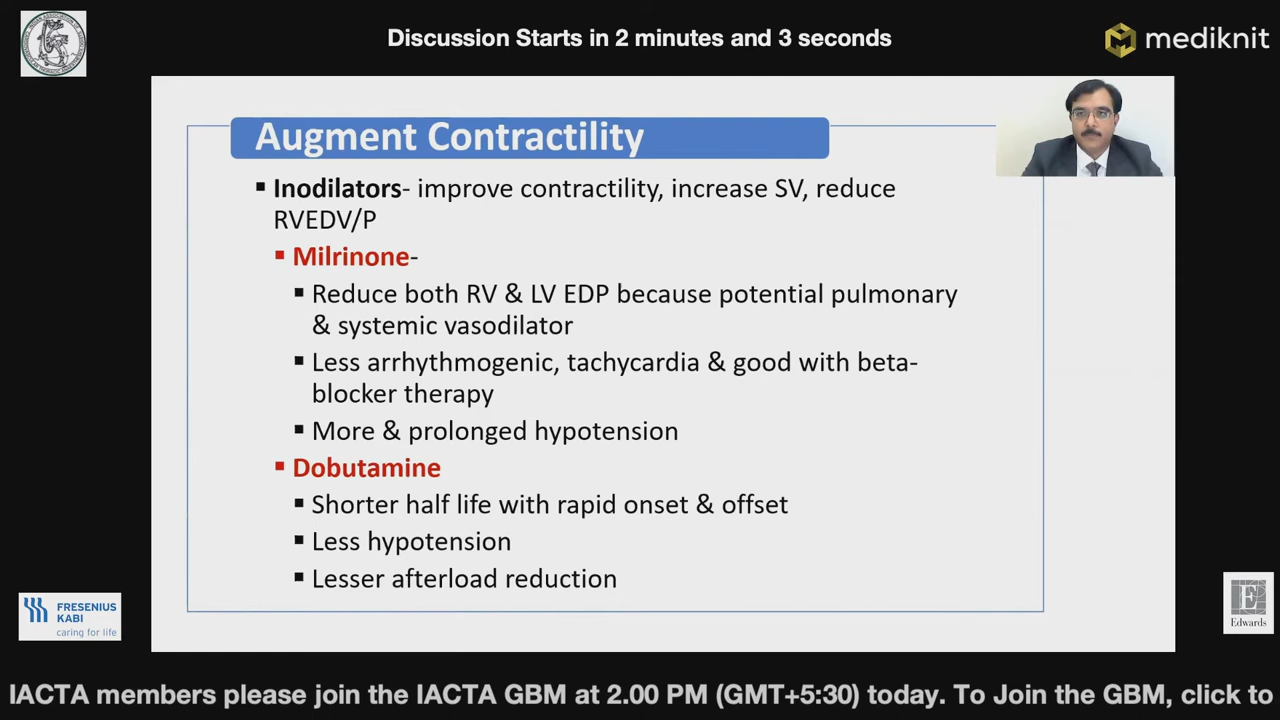 Discussion Starts in 2 minutes and 3 seconds
mediknit
Augment Contractility
▪ Inodilators- improve contractility, increase SV, reduce
RVEDV/P
▪ Milrinone-
▪ Reduce both RV & LV EDP because potential pulmonary
& systemic vasodilator
▪ Less arrhythmogenic, tachycardia & good with beta-
blocker therapy
▪ More & prolonged hypotension
▪ Dobutamine
▪ Shorter half life with rapid onset & offset
▪ Less hypotension
▪ Lesser afterload reduction
FRESENIUS
KABI
caring for life
Edwards
IACTA members please join the IACTA GBM at 2.00 PM (GMT+5:30) today. To Join the GBM, click to